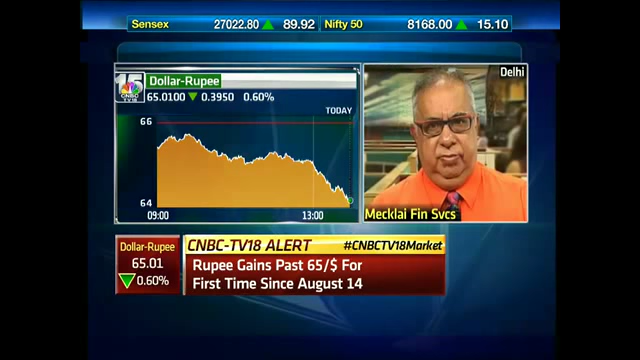 Sensex 27022.80 ▲ 89.92 Nifty 50 8168.00 ▲ 15.10
15
CNBC
TV18
Dollar-Rupee
65.0100 ▼ 0.3950 0.60%
TODAY
66
64
09:00 13:00
Delhi
Mecklai Fin Svcs
Dollar-Rupee
65.01
▼ 0.60%
CNBC-TV18 ALERT #CNBCTV18Market
Rupee Gains Past 65/$ For
First Time Since August 14